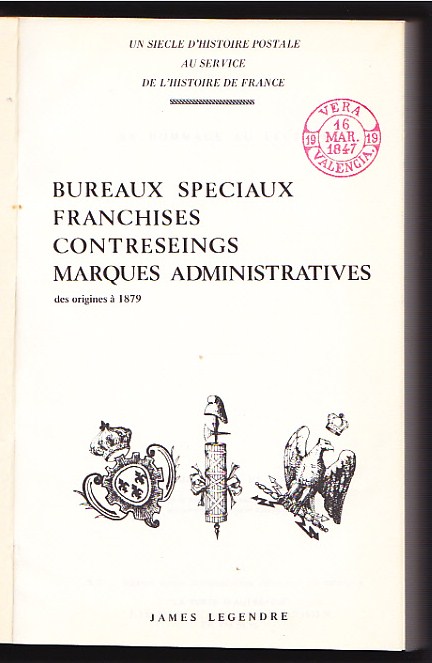 UN SIECLE D'HISTOIRE POSTALE
AU SERVICE
DE L'HISTOIRE DE FRANCE
VERA
16
19 MAR. 19
1847
VALENCIA.
BUREAUX SPECIAUX
FRANCHISES
CONTRESEINGS
MARQUES ADMINISTRATIVES
des origines à 1879
JAMES LEGENDRE